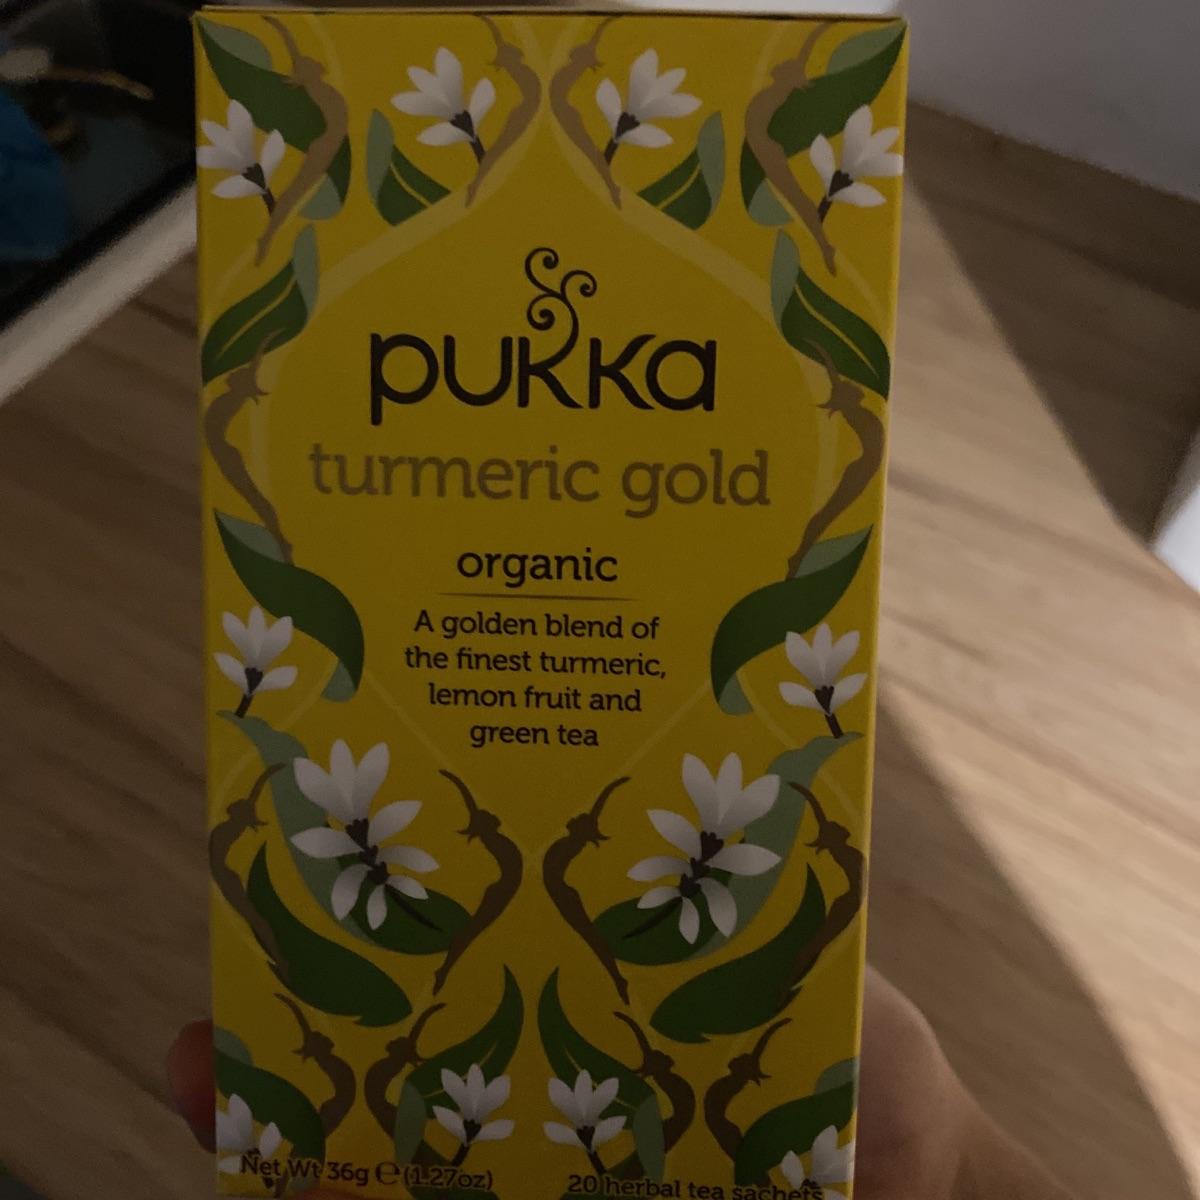 pukka
turmeric gold
organic
A golden blend of
the finest turmeric,
lemon fruit and
green tea
Net Wt 36g ℮ (1.27oz)
20 herbal tea sachets